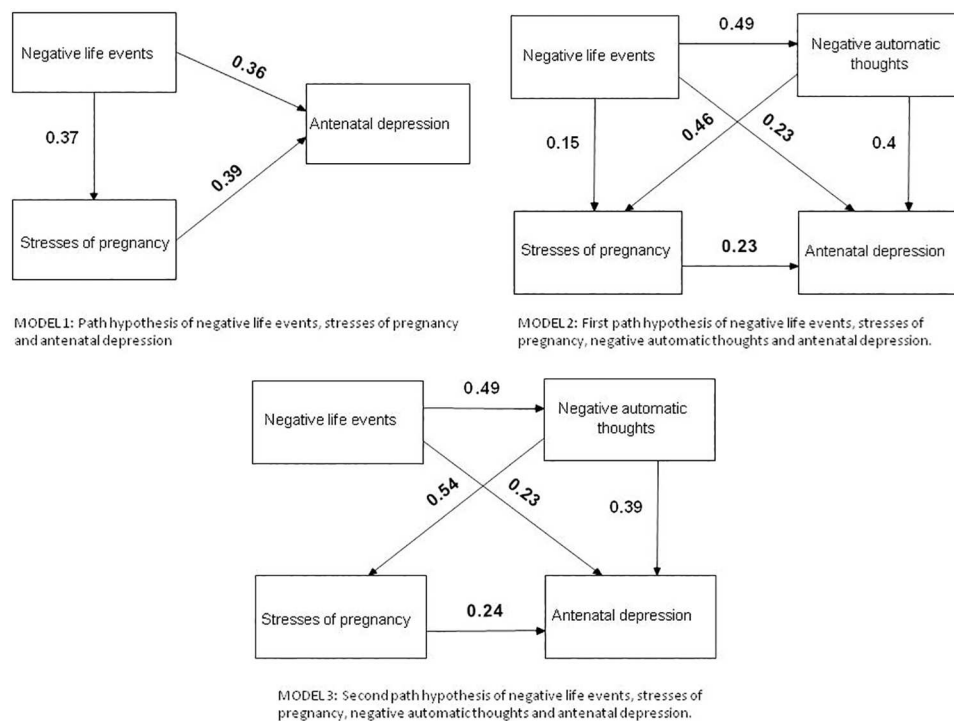 Negative life events
0.36
Antenatal depression
0.37
0.39
Stresses of pregnancy
MODEL 1: Path hypothesis of negative life events, stresses of pregnancy
and antenatal depression
Negative life events
0.49
Negative automatic
thoughts
0.15
0.46
0.23
0.4
Stresses of pregnancy
0.23
Antenatal depression
MODEL 2: First path hypothesis of negative life events, stresses of
pregnancy, negative automatic thoughts and antenatal depression.
Negative life events
0.49
Negative automatic
thoughts
0.54
0.23
0.39
Stresses of pregnancy
0.24
Antenatal depression
MODEL 3: Second path hypothesis of negative life events, stresses of
pregnancy, negative automatic thoughts and antenatal depression.